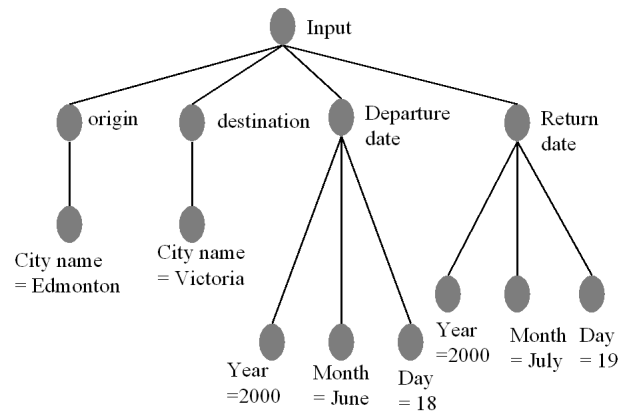 Input
origin
destination
Departure
date
Return
date
City name
= Edmonton
City name
= Victoria
Year
=2000
Month
= June
Day
= 18
Year
=2000
Month
= July
Day
= 19